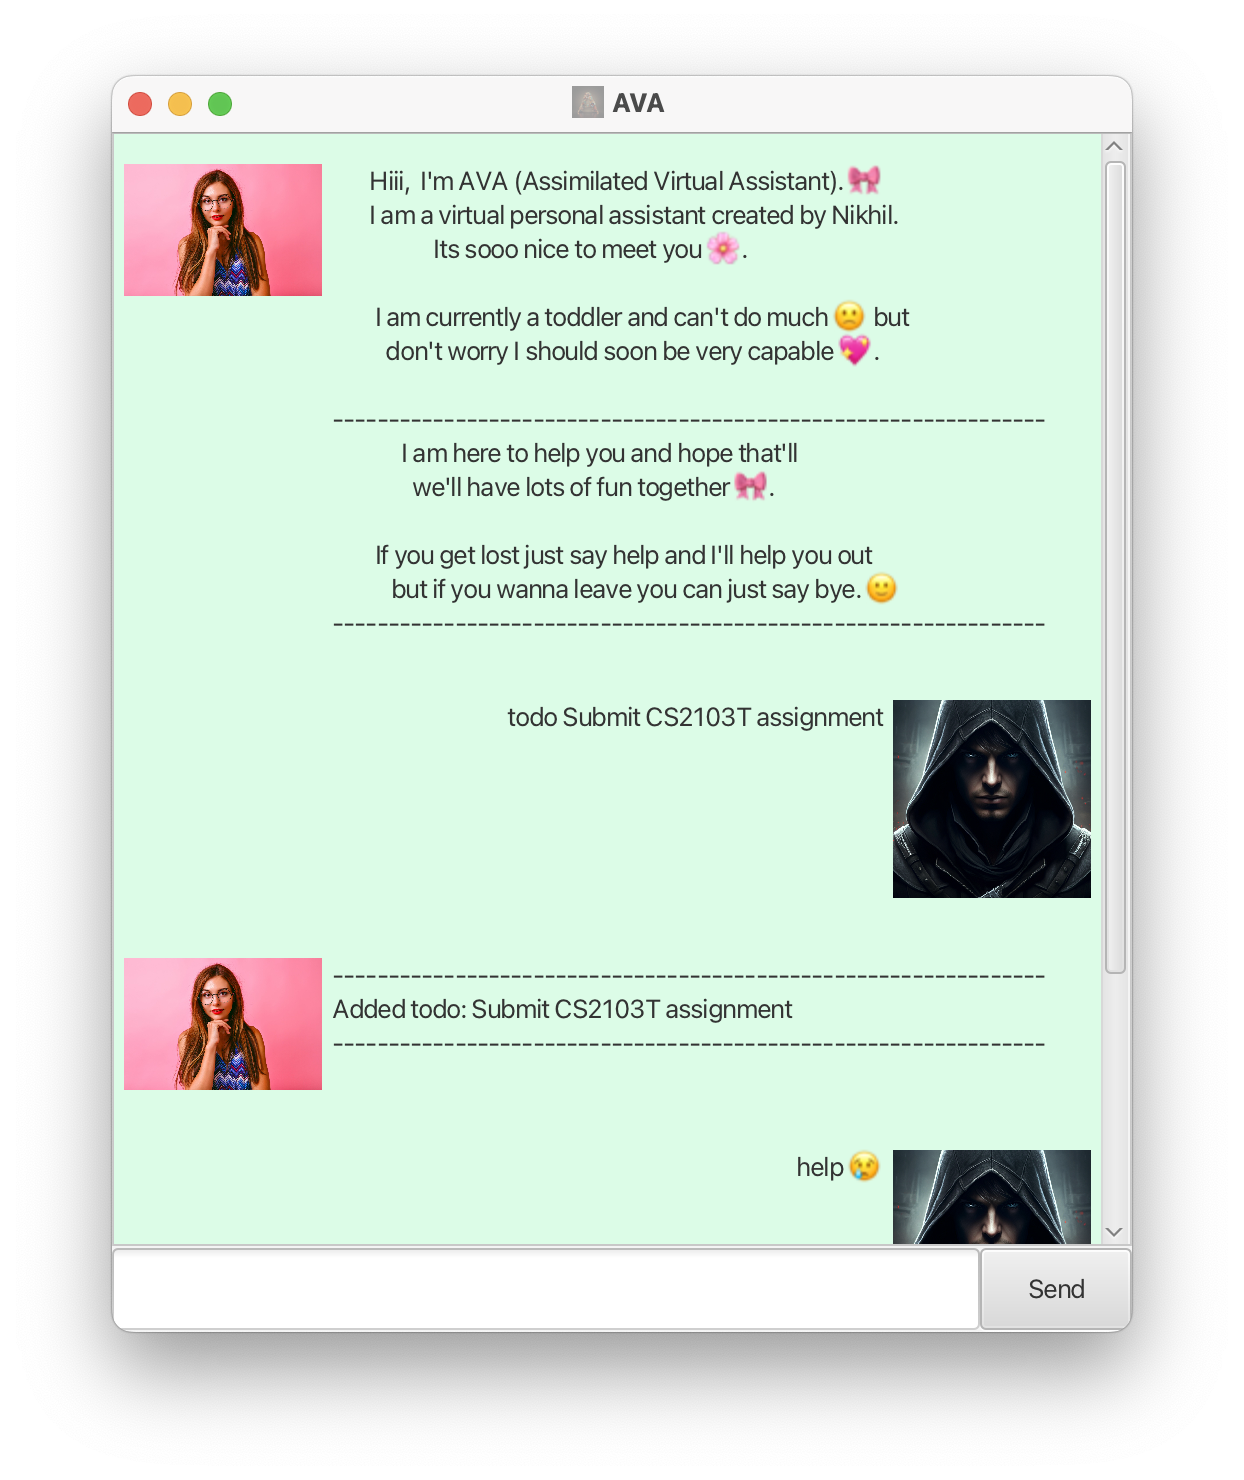 AVA
Hiii,  I'm AVA (Assimilated Virtual Assistant).🎀
I am a virtual personal assistant created by Nikhil.
Its sooo nice to meet you🌸.
I am currently a toddler and can't do much🙁 but
don't worry I should soon be very capable💖.
----------------------------------------------------------------
I am here to help you and hope that'll
we'll have lots of fun together🎀.
If you get lost just say help and I'll help you out
but if you wanna leave you can just say bye.🙂
----------------------------------------------------------------
todo Submit CS2103T assignment
----------------------------------------------------------------
Added todo: Submit CS2103T assignment
----------------------------------------------------------------
help😢
Send